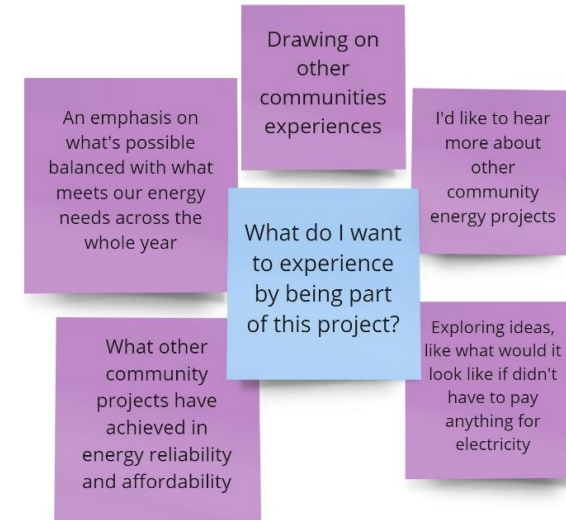 Drawing on
other
communities
experiences
An emphasis on
what's possible
balanced with what
meets our energy
needs across the
whole year
I'd like to hear
more about
other
community
energy projects
What do I want
to experience
by being part
of this project?
What other
community
projects have
achieved in
energy reliability
and affordability
Exploring ideas,
like what would it
look like if didn't
have to pay
anything for
electricity